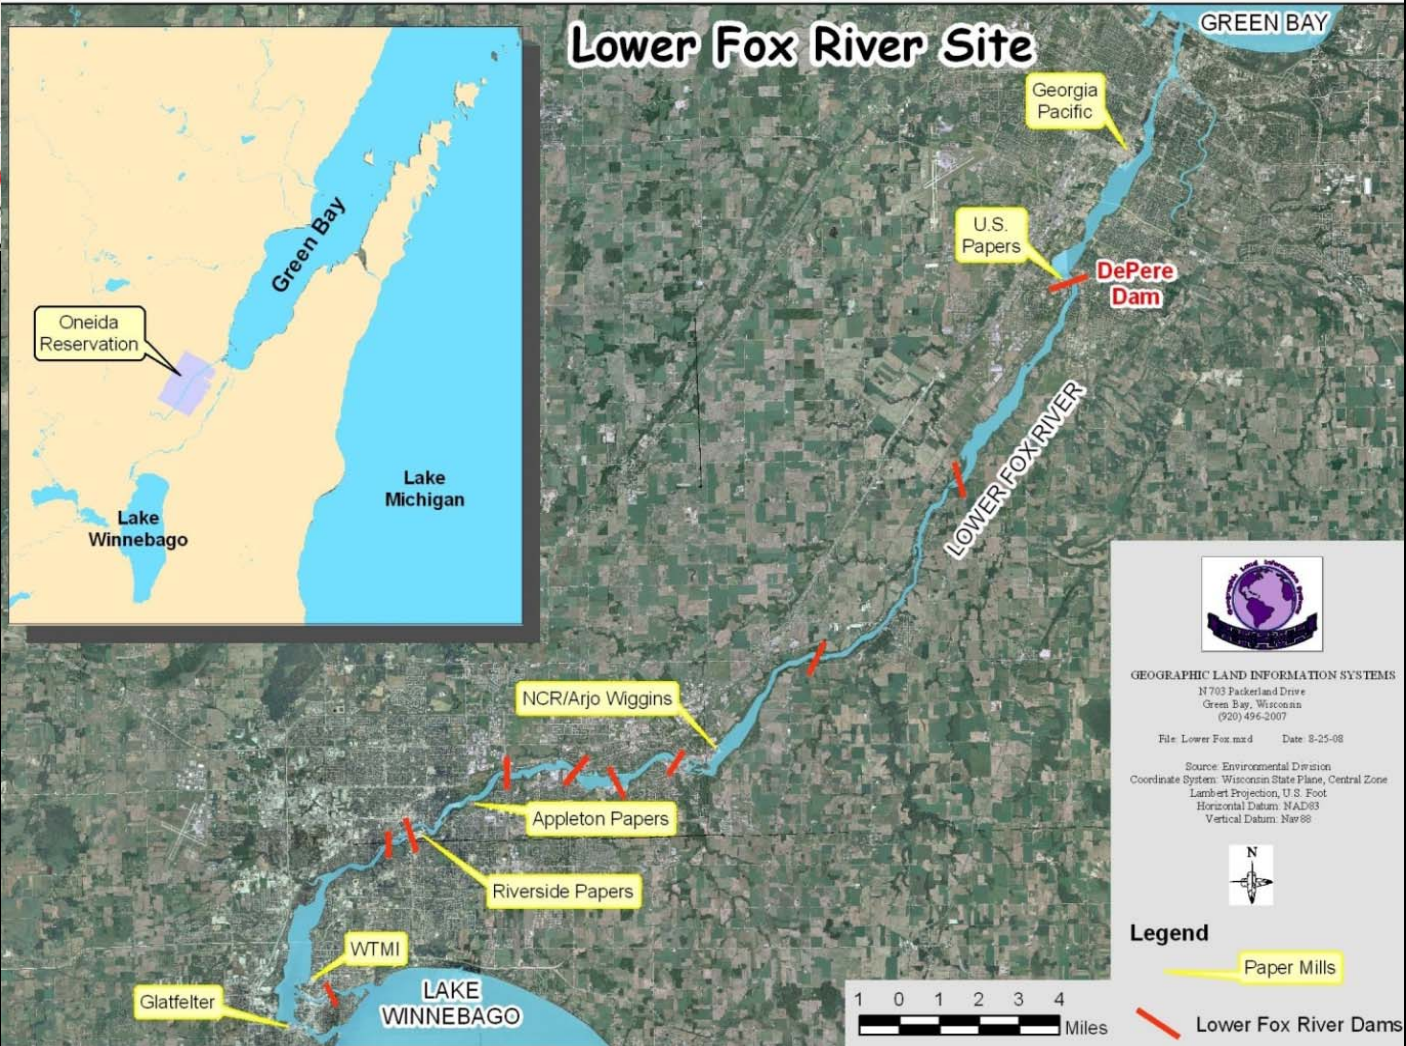 Lower Fox River Site
GREEN BAY
Georgia
Pacific
U.S.
Papers
DePere
Dam
LOWER FOX RIVER
Green Bay
Oneida
Reservation
Lake
Michigan
Lake
Winnebago
NCR/Arjo Wiggins
Appleton Papers
Riverside Papers
WTMI
Glatfelter
LAKE
WINNEBAGO
Geographic Land Information Systems
GEOGRAPHIC LAND INFORMATION SYSTEMS
N 703 Packerland Drive
Green Bay, Wisconsin
(920) 496-2007
File: Lower Fox.mxd Date: 8-25-08
Source: Environmental Division
Coordinate System: Wisconsin State Plane, Central Zone
Lambert Projection, U.S. Foot
Horizontal Datum: NAD83
Vertical Datum: Nav88
N
Legend
Paper Mills
Lower Fox River Dams
1 0 1 2 3 4
Miles